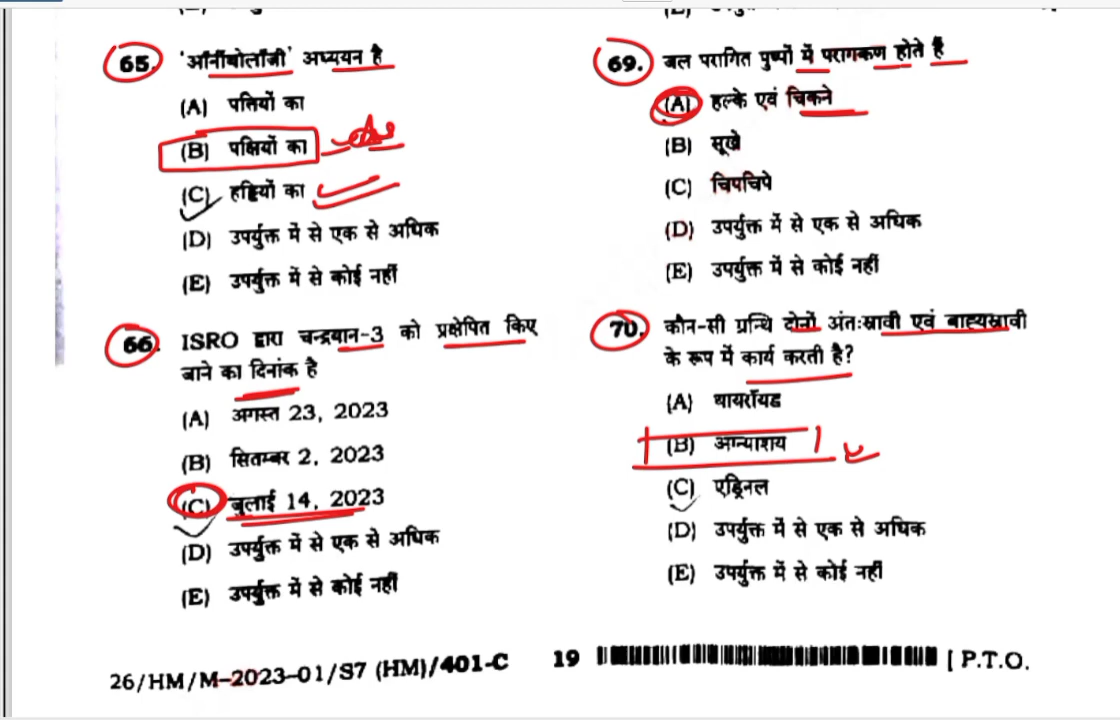 65. 'ऑर्नीथोलॉजी' अध्ययन है
(A) पत्तियों का
(B) पक्षियों का
(C) हड्डियों का
(D) उपर्युक्त में से एक से अधिक
(E) उपर्युक्त में से कोई नहीं
66. ISRO द्वारा चन्द्रयान-3 को प्रक्षेपित किए
जाने का दिनांक है
(A) अगस्त 23, 2023
(B) सितम्बर 2, 2023
(C) जुलाई 14, 2023
(D) उपर्युक्त में से एक से अधिक
(E) उपर्युक्त में से कोई नहीं
69. जल परागित पुष्पों में परागकण होते हैं
(A) हल्के एवं चिकने
(B) सूखे
(C) चिपचिपे
(D) उपर्युक्त में से एक से अधिक
(E) उपर्युक्त में से कोई नहीं
70. कौन-सी ग्रन्थि दोनों अंतःस्रावी एवं बाह्यस्रावी
के रूप में कार्य करती है?
(A) थायरॉयड
(B) अग्न्याशय
(C) एड्रिनल
(D) उपर्युक्त में से एक से अधिक
(E) उपर्युक्त में से कोई नहीं
26/HM/M-2023-01/S7 (HM)/401-C 19 [ P.T.O.